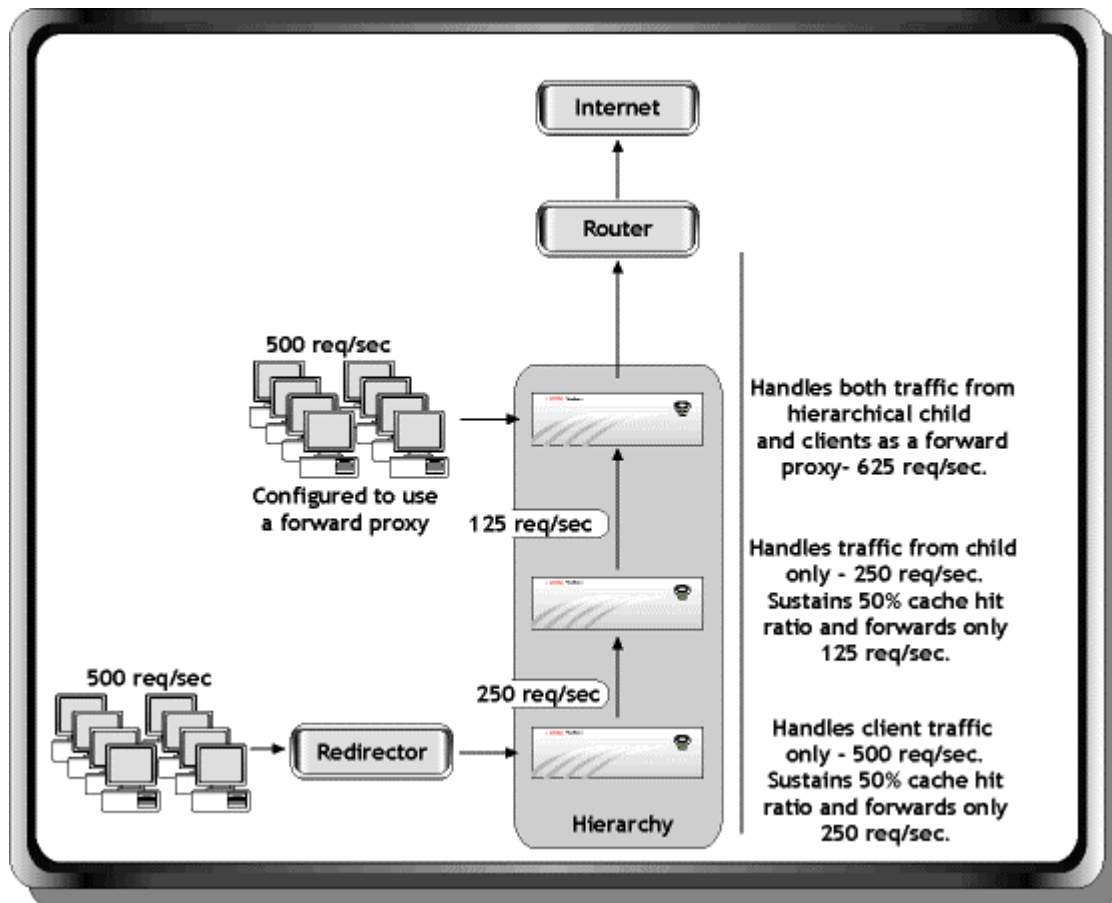 Internet
Router
500 req/sec
Configured to use
a forward proxy
Handles both traffic from
hierarchical child
and clients as a forward
proxy- 625 req/sec.
125 req/sec
Handles traffic from child
only - 250 req/sec.
Sustains 50% cache hit
ratio and forwards only
125 req/sec.
500 req/sec
250 req/sec
Redirector
Handles client traffic
only - 500 req/sec.
Sustains 50% cache hit
ratio and forwards only
250 req/sec.
Hierarchy